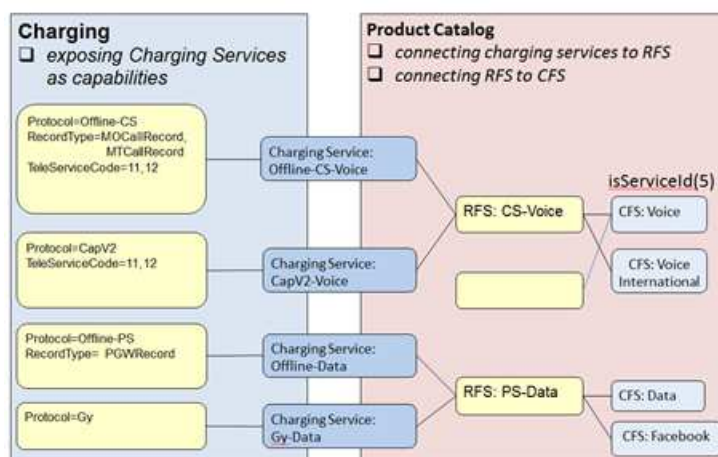 Charging
❑ exposing Charging Services
as capabilities
Protocol=Offline-CS
RecordType=MOCallRecord,
MTCallRecord
TeleServiceCode=11,12
Protocol=CapV2
TeleServiceCode=11,12
Protocol=Offline-PS
RecordType= PGWRecord
Protocol=Gy
Charging Service:
Offline-CS-Voice
Charging Service:
CapV2-Voice
Charging Service:
Offline-Data
Charging Service:
Gy-Data
Product Catalog
❑ connecting charging services to RFS
❑ connecting RFS to CFS
RFS: CS-Voice
RFS: PS-Data
isServiceId(5)
CFS: Voice
CFS: Voice
International
CFS: Data
CFS: Facebook